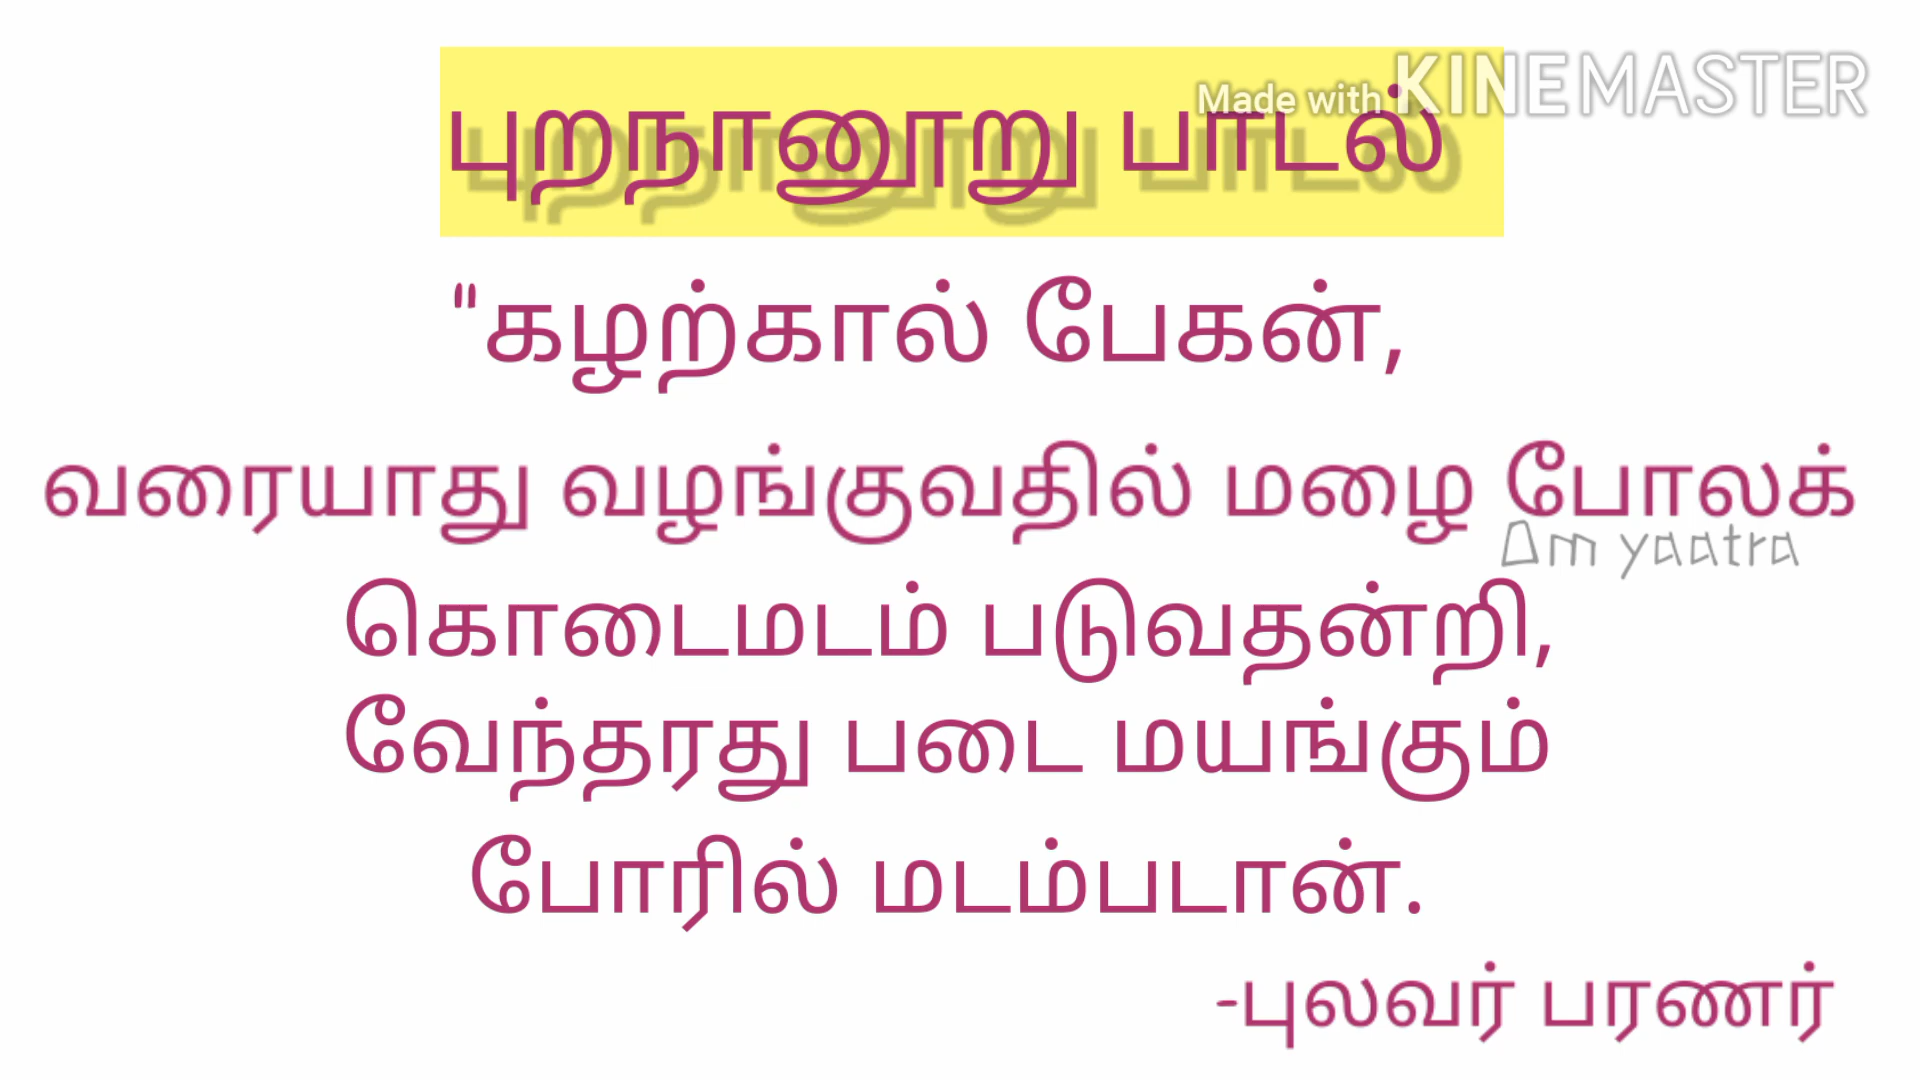 Made with KINEMASTER
புறநானூறு பாடல்
"கழற்கால் பேகன்,
வரையாது வழங்குவதில் மழை போலக்
Am yaatra
கொடைமடம் படுவதன்றி,
வேந்தரது படை மயங்கும்
போரில் மடம்படான்.
-புலவர் பரணர்